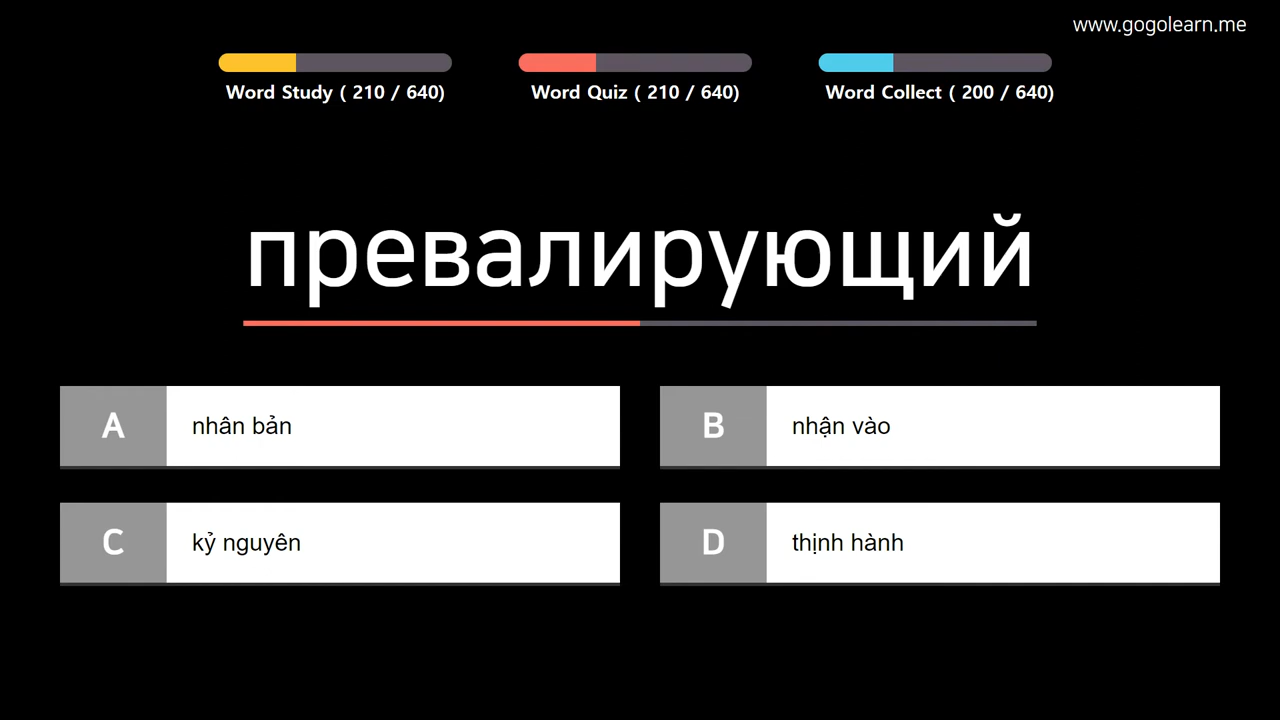 www.gogolearn.me
Word Study ( 210 / 640)
Word Quiz ( 210 / 640)
Word Collect ( 200 / 640)
превалирующий
A nhân bản
B nhận vào
C kỷ nguyên
D thịnh hành